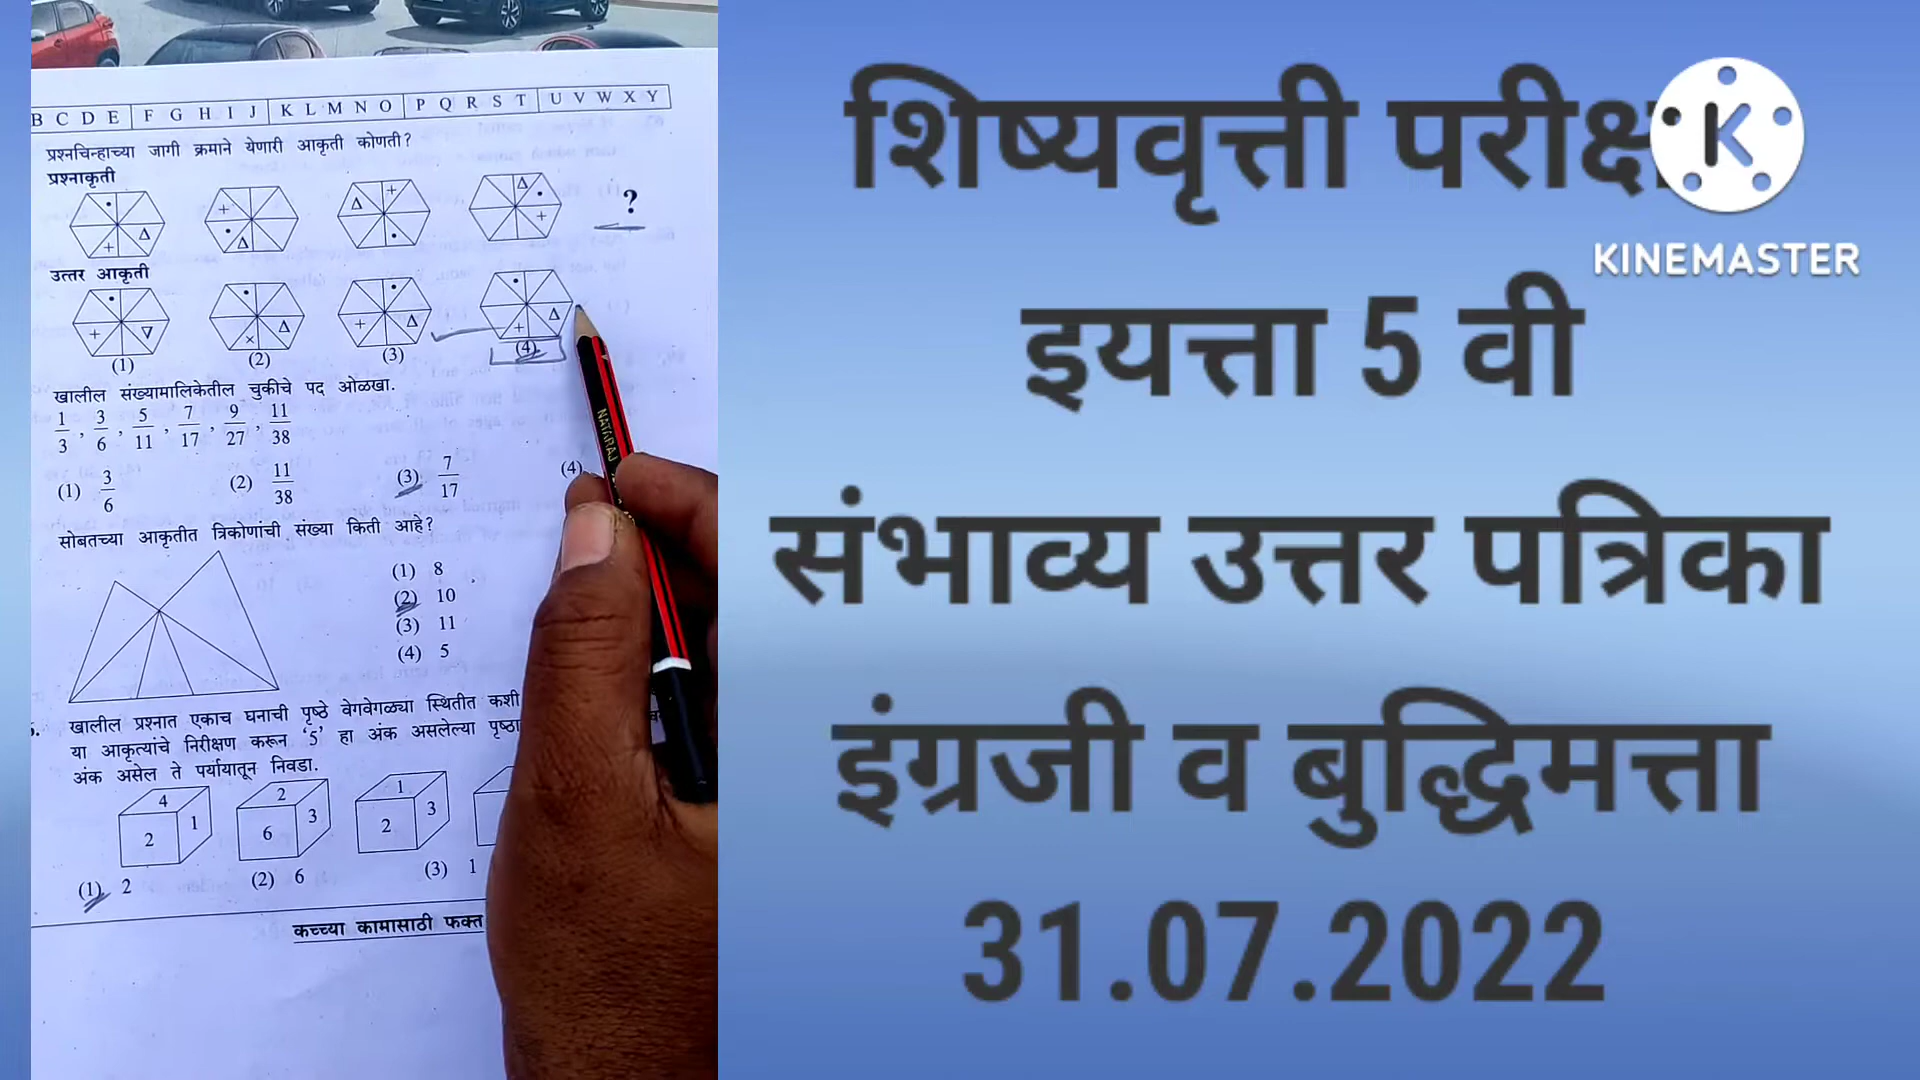 B C D E F G H I J K L M N O P Q R S T U V W X Y
प्रश्नचिन्हाच्या जागी क्रमाने येणारी आकृती कोणती?
प्रश्नाकृती
?
उत्तर आकृती
(1) (2) (3) (4)
खालील संख्यामालिकेतील चुकीचे पद ओळखा.
1/3, 3/6, 5/11, 7/17, 9/27, 11/38
(1) 3/6 (2) 11/38 (3) 7/17 (4)
सोबतच्या आकृतीत त्रिकोणांची संख्या किती आहे?
(1) 8
(2) 10
(3) 11
(4) 5
खालील प्रश्नात एकाच घनाची पृष्ठे वेगवेगळ्या स्थितीत कशी
या आकृत्यांचे निरीक्षण करून ‘5’ हा अंक असलेल्या पृष्ठा
अंक असेल ते पर्यायातून निवडा.
4 2 1
2 6 3
1 2 3
(1) 2 (2) 6 (3) 1
कच्च्या कामासाठी फक्त
NATARAJ
शिष्यवृत्ती परीक्ष
K
KINEMASTER
इयत्ता 5 वी
संभाव्य उत्तर पत्रिका
इंग्रजी व बुद्धिमत्ता
31.07.2022